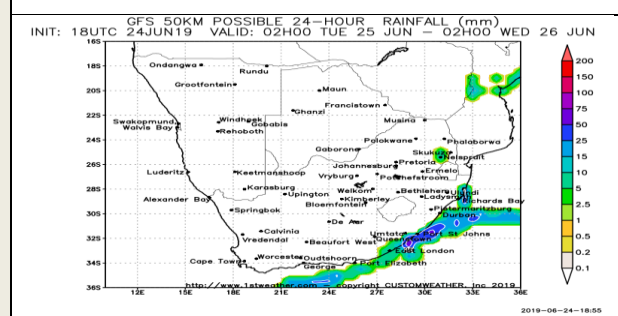 GFS 50KM POSSIBLE 24-HOUR RAINFALL (mm)
INIT: 18UTC 24JUN19 VALID: 02H00 TUE 25 JUN - 02H00 WED 26 JUN
16S
18S
20S
22S
24S
26S
28S
30S
32S
34S
36S
Ondangwa
Rundu
Grootfontein
Maun
Ghanzi
Francistown
Swakopmund
Walvis Bay
Windhoek
Gobabis
Rehoboth
Musina
Polokwane
Phalaborwa
Gaborone
Skukuza
Nelspruit
Johannesburg
Pretoria
Luderitz
Keetmanshoop
Vryburg
Potchefstroom
Ermelo
Karasburg
Upington
Welkom
Bethlehem
Ulundi
Alexander Bay
Kimberley
Ladysmith
Richards Bay
Bloemfontein
Springbok
Pietermaritzburg
Durban
De Aar
Calvinia
Vredendal
Umtata
Port St Johns
Queenstown
Beaufort West
East London
Cape Town
Worcester
Oudtshoorn
George
Port Elizabeth
http://www.1stweather.com - copyright CUSTOMWEATHER, Inc 2019
12E 15E 18E 21E 24E 27E 30E 33E 36E
200
150
100
75
50
25
15
10
5
2.5
1
0.5
0.2
0.1
2019-06-24-18:55